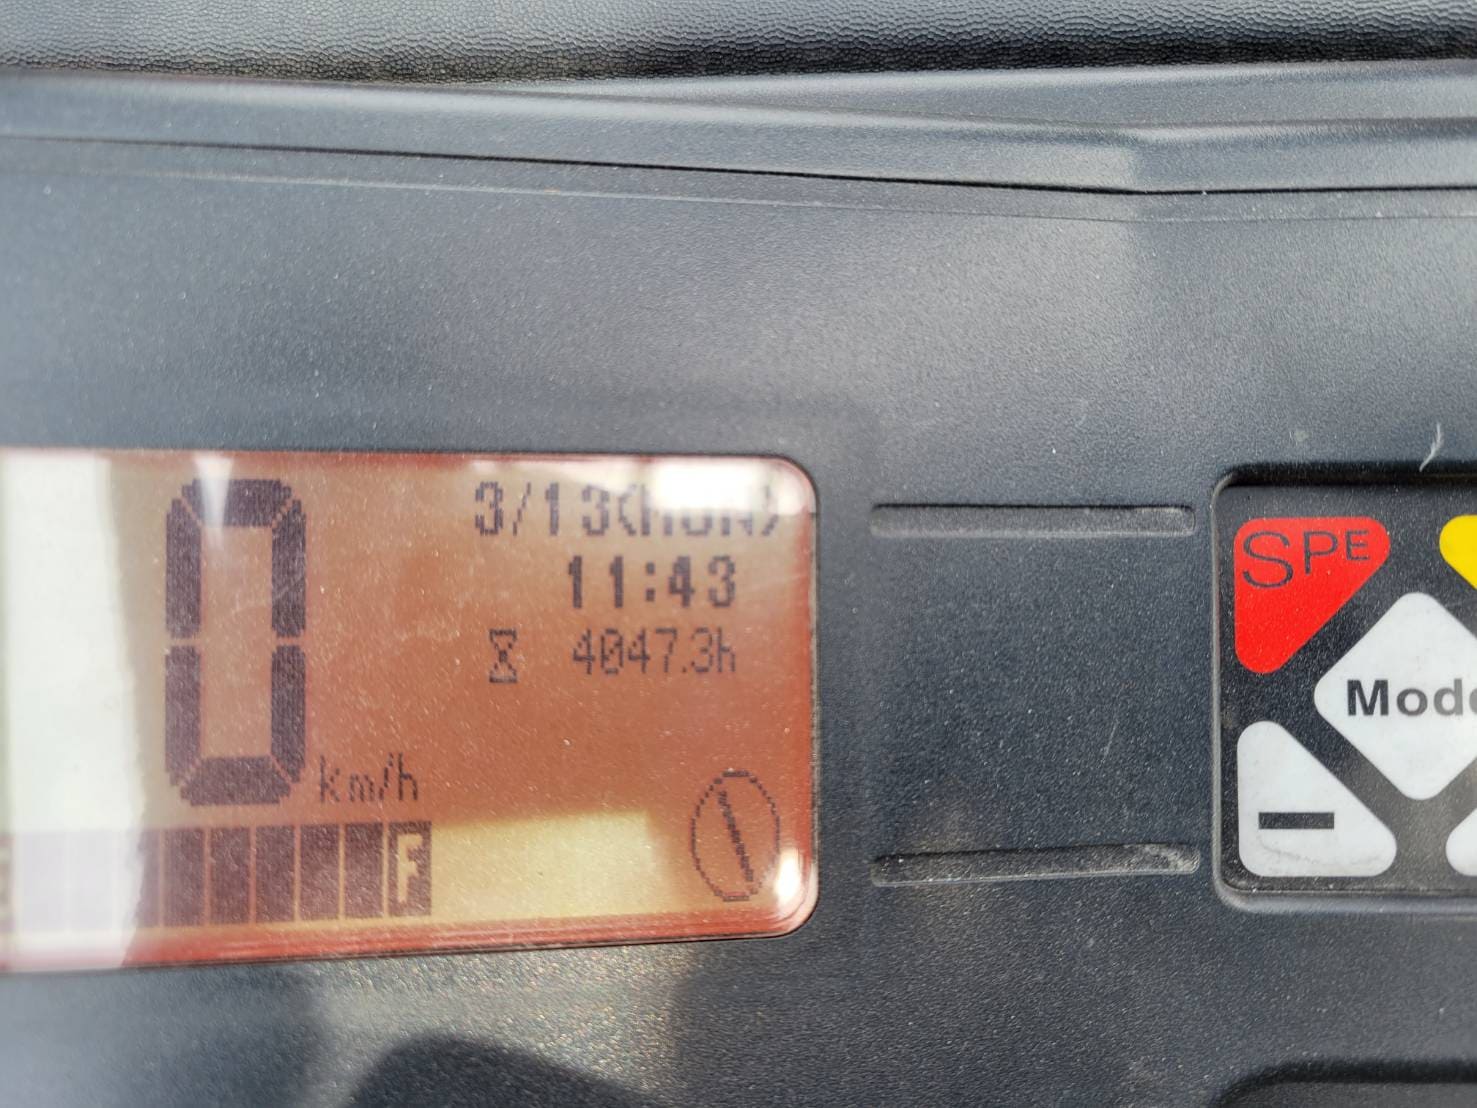 0 km/h
3/13(MON)
11:43
4047.3h
F
SPE
Mode